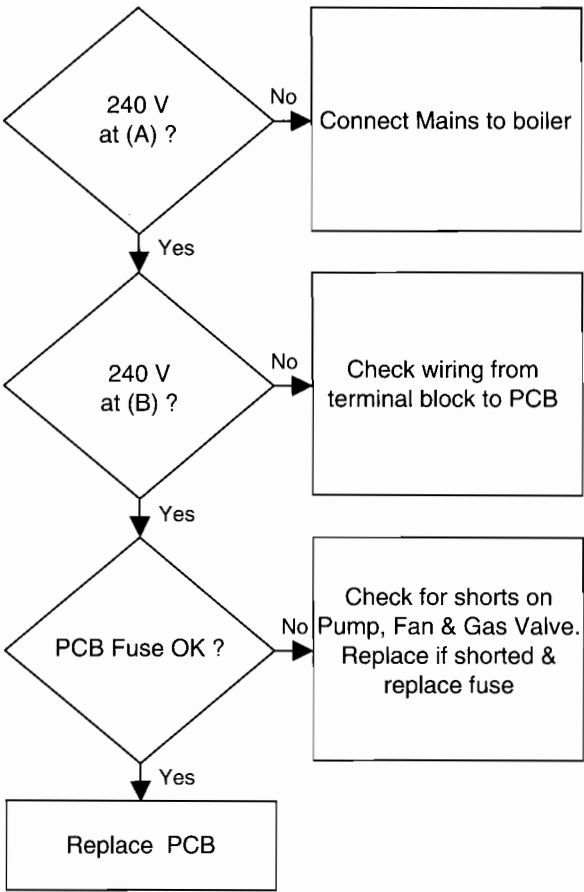 240 V
at (A) ?
No
Connect Mains to boiler
Yes
240 V
at (B) ?
No
Check wiring from
terminal block to PCB
Yes
PCB Fuse OK ?
No
Check for shorts on
Pump, Fan & Gas Valve.
Replace if shorted &
replace fuse
Yes
Replace PCB